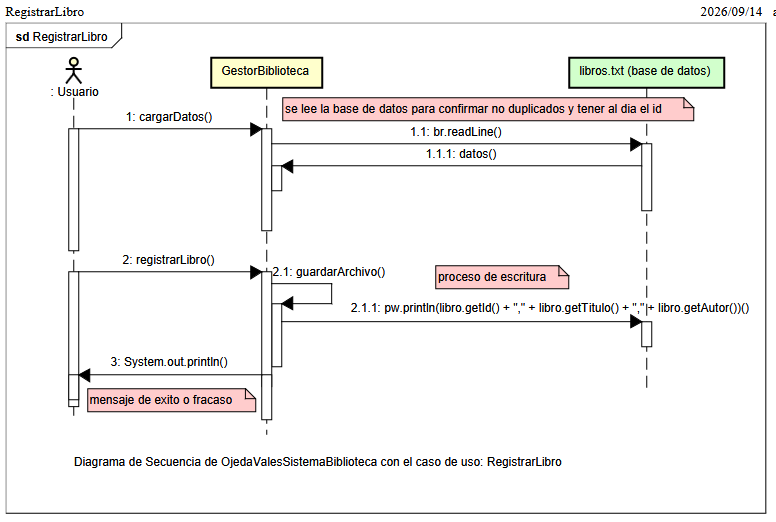 RegistrarLibro 2026/09/14 a
sd RegistrarLibro
: Usuario
GestorBiblioteca
libros.txt (base de datos)
se lee la base de datos para confirmar no duplicados y tener al dia el id
1: cargarDatos()
1.1: br.readLine()
1.1.1: datos()
2: registrarLibro()
2.1: guardarArchivo()
proceso de escritura
2.1.1: pw.println(libro.getId() + "," + libro.getTitulo() + "," + libro.getAutor())()
3: System.out.println()
mensaje de exito o fracaso
Diagrama de Secuencia de OjedaValesSistemaBiblioteca con el caso de uso: RegistrarLibro